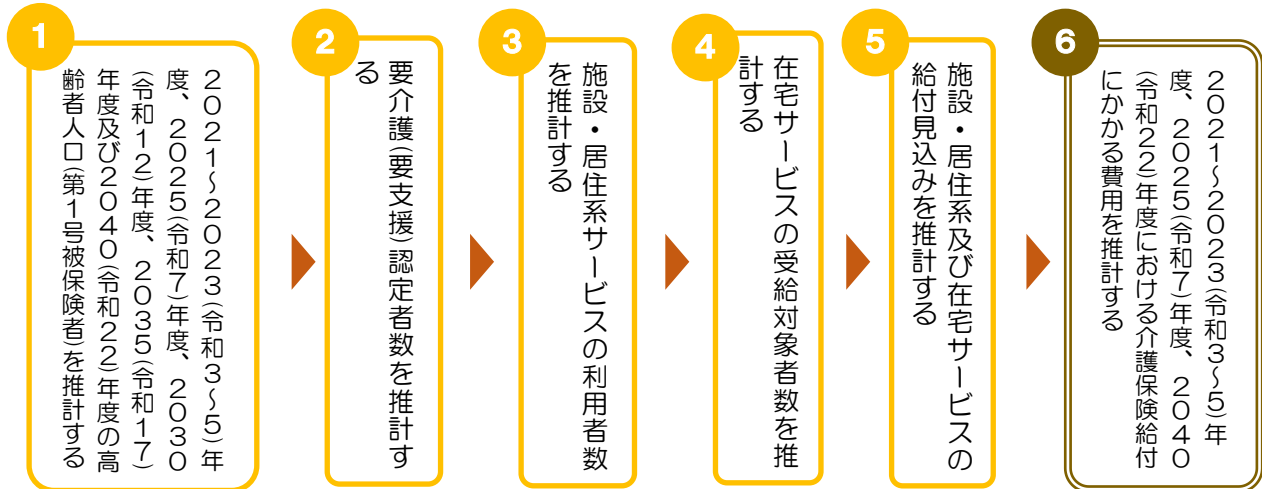 1
２０２１～２０２３（令和３～５）年
度、２０２５（令和７）年度、２０３０
（令和１２）年度、２０３５（令和１７）
年度及び２０４０（令和２２）年度の高
齢者人口（第１号被保険者）を推計する
2
要介護（要支援）認定者数を推計す
る
3
施設・居住系サービスの利用者数
を推計する
4
在宅サービスの受給対象者数を推
計する
5
施設・居住系及び在宅サービスの
給付見込みを推計する
6
２０２１～２０２３（令和３～５）年
度、２０２５（令和７）年度、２０４０
（令和２２）年度における介護保険給付
にかかる費用を推計する